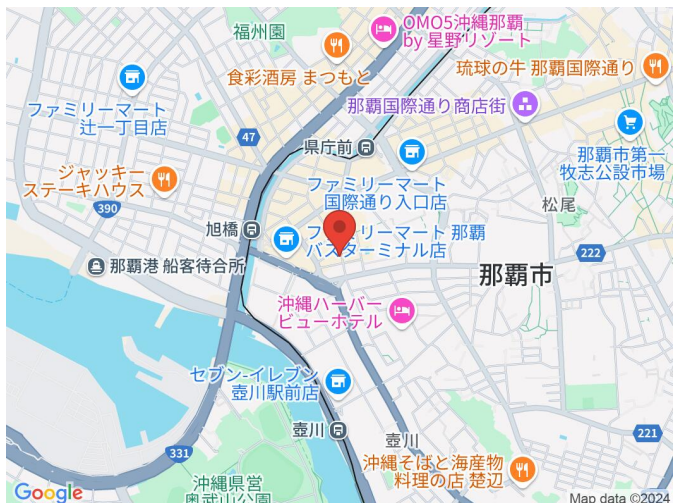 福州園
OMO5沖縄那覇
by 星野リゾート
食彩酒房 まつもと
琉球の牛 那覇国際通り
ファミリーマート
辻一丁目店
那覇国際通り商店街
47
県庁前
那覇市第一
牧志公設市場
ジャッキー
ステーキハウス
ファミリーマート
国際通り入口店
松尾
390
旭橋
ファミリーマート 那覇
バスターミナル店
222
那覇港 船客待合所
那覇市
沖縄ハーバー
ビューホテル
セブン-イレブン
壺川駅前店
壺川
壺川
221
331
沖縄そばと海産物
料理の店 楚辺
沖縄県営
奥武山公園
Google
Map data ©2024